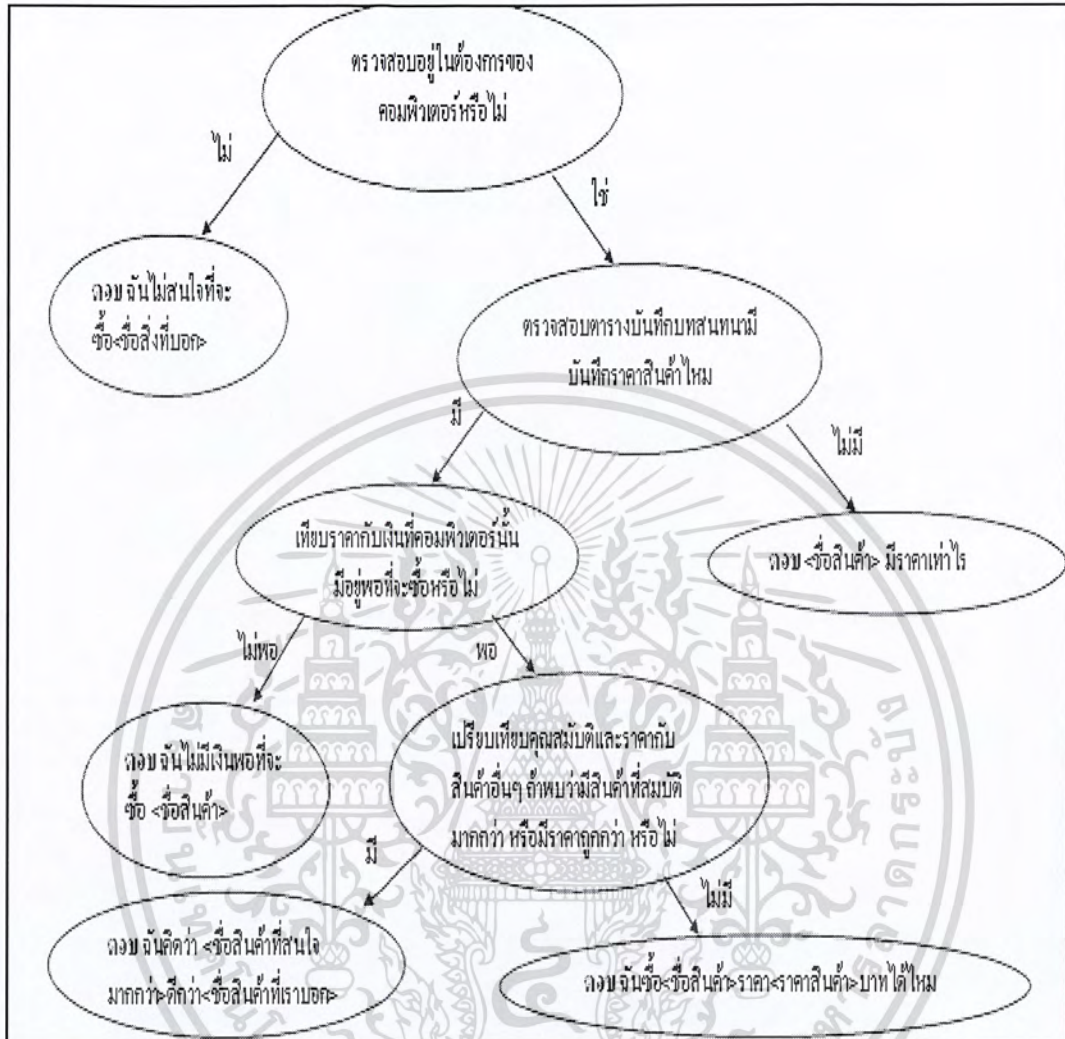 ตรวจสอบอยู่ในต้องการของ
คอมพิวเตอร์หรือไม่
ไม่
ใช่
ตอบ ฉันไม่สนใจที่จะ
ซื้อ<ชื่อสิ่งที่บอก>
ตรวจสอบตารางบันทึกบทสนทนามี
บันทึกราคาสินค้าไหม
มี
ไม่มี
เทียบราคากับเงินที่คอมพิวเตอร์นั้น
มีอยู่พอที่จะซื้อหรือไม่
ตอบ <ชื่อสินค้า> มีราคาเท่าไร
ไม่พอ
พอ
ตอบ ฉันไม่มีเงินพอที่จะ
ซื้อ <ชื่อสินค้า>
เปรียบเทียบคุณสมบัติและราคากับ
สินค้าอื่นๆ ถ้าพบว่ามีสินค้าที่สมบัติ
มากกว่า หรือมีราคาถูกกว่า หรือไม่
มี
ไม่มี
ตอบ ฉันคิดว่า <ชื่อสินค้าที่สนใจ
มากกว่า>ดีกว่า<ชื่อสินค้าที่เราบอก>
ตอบ ฉันซื้อ<ชื่อสินค้า>ราคา<ราคาสินค้า>บาทได้ไหม